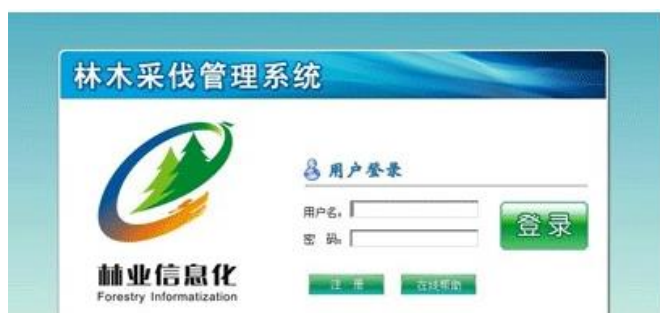 林木采伐管理系统
用户登录
用户名:
密 码:
登录
注 册
在线帮助
林业信息化
Forestry Informatization